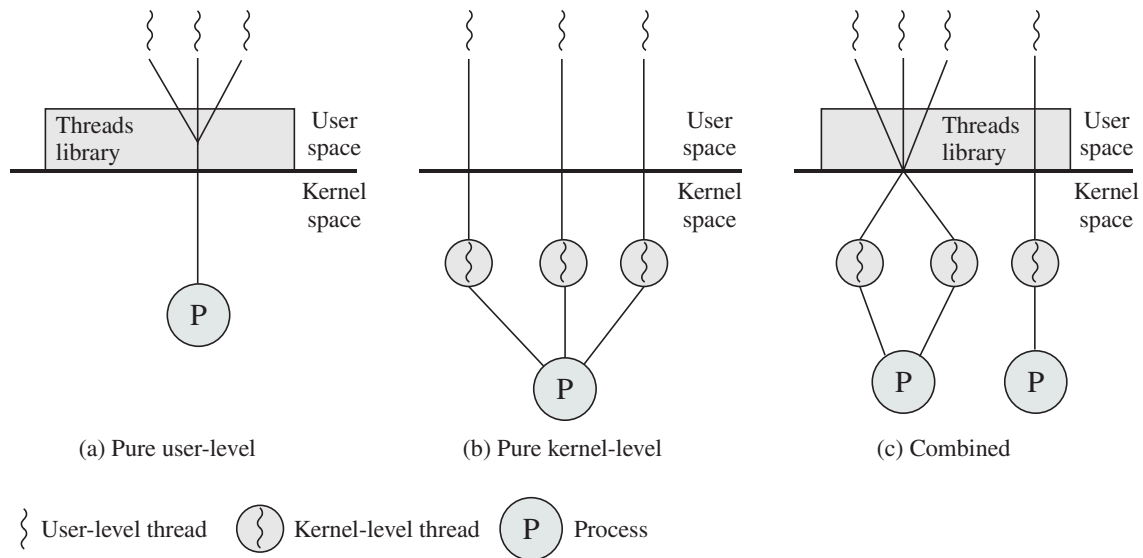 Threads
library
User
space
Kernel
space
P
(a) Pure user-level
User
space
Kernel
space
P
(b) Pure kernel-level
Threads
library
User
space
Kernel
space
P
P
(c) Combined
User-level thread
Kernel-level thread
P
Process